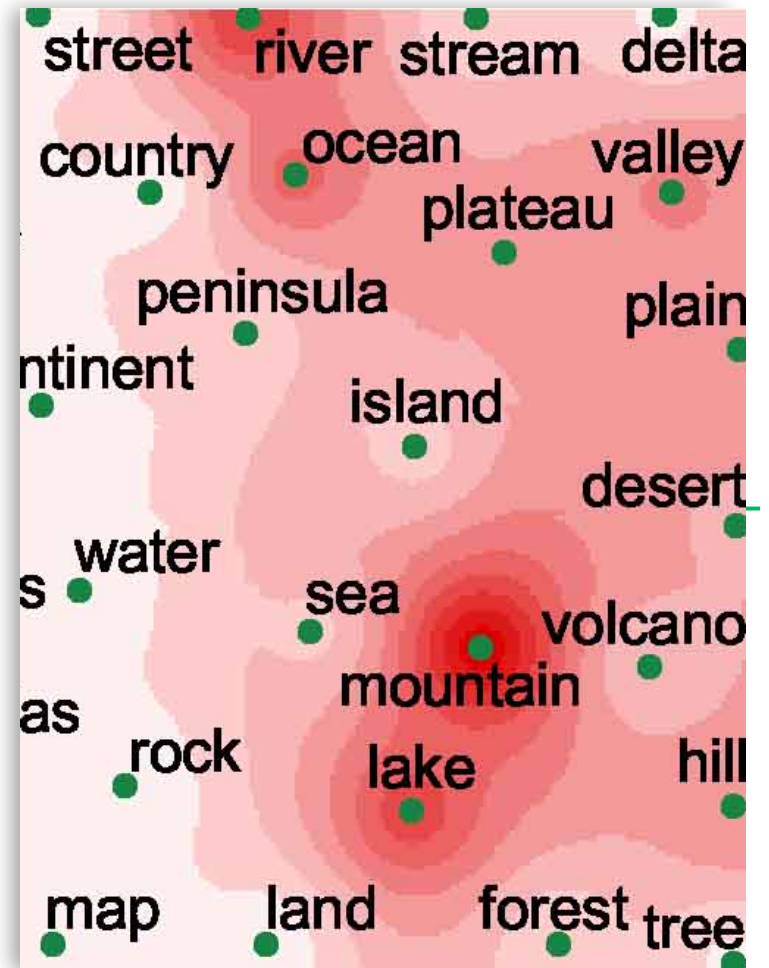 street river stream delta
country ocean valley
plateau
peninsula plain
ntinent
island
desert
water
s sea
volcano
mountain
as
rock lake hill
map land forest tree